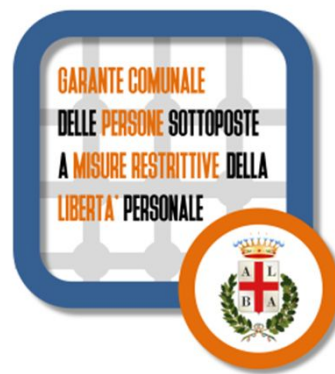 GARANTE COMUNALE
DELLE PERSONE SOTTOPOSTE
A MISURE RESTRITTIVE DELLA
LIBERTA' PERSONALE
A L
B A